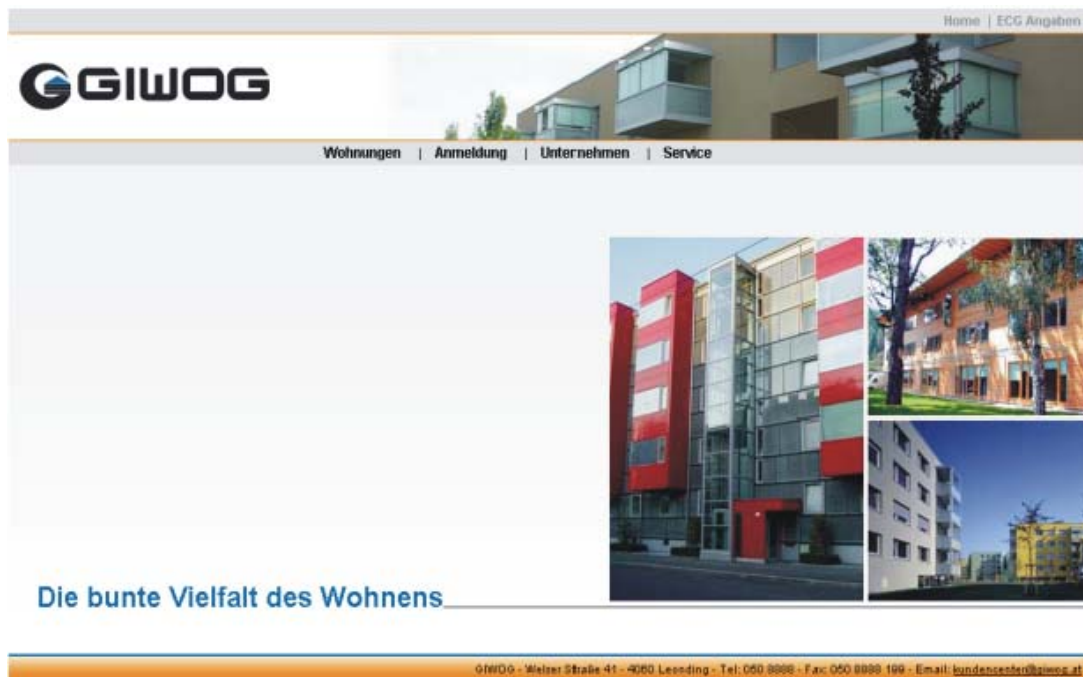 Home | ECG Angaben
GIWOG
Wohnungen | Anmeldung | Unternehmen | Service
Die bunte Vielfalt des Wohnens
GIWOG - Welser Straße 41 - 4060 Leonding - Tel: 050 8888 - Fax: 050 8888 199 - Email: kundencenter@giwog.at